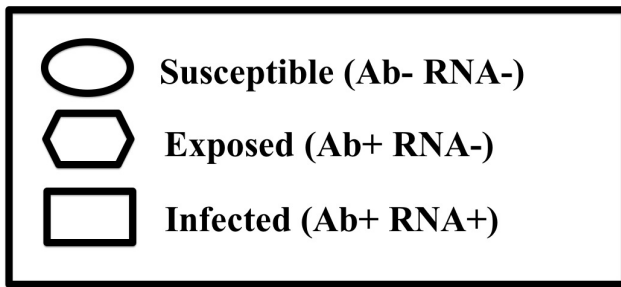 Susceptible (Ab- RNA-)
Exposed (Ab+ RNA-)
Infected (Ab+ RNA+)